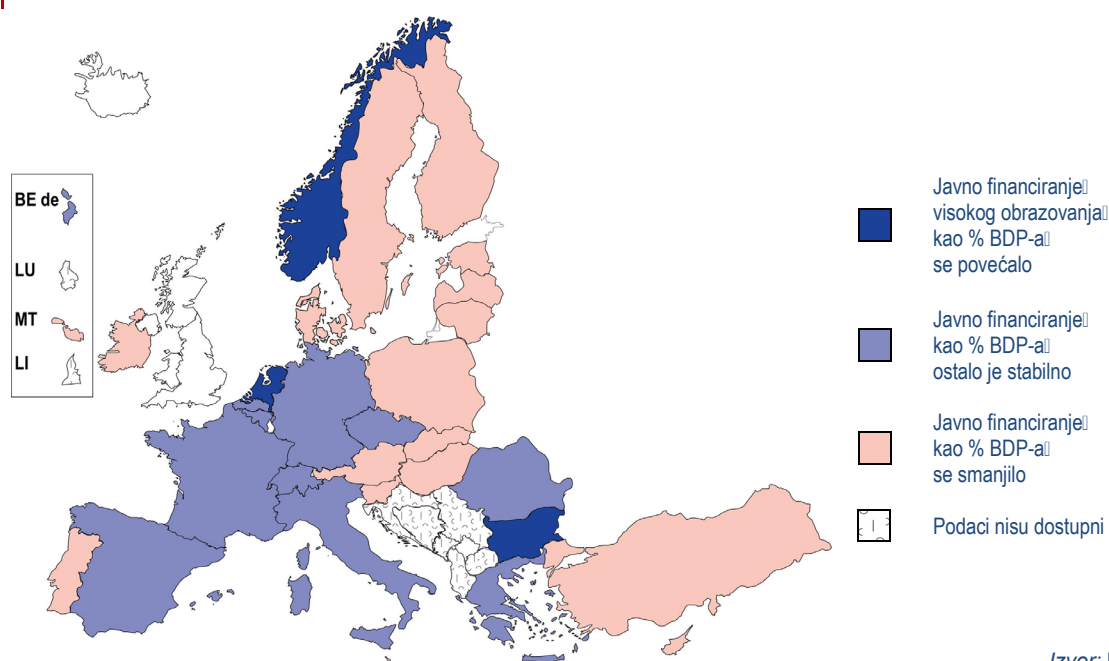 BE de
LU
MT
LI
Javno financiranje
visokog obrazovanja
kao % BDP-a
se povećalo
Javno financiranje
kao % BDP-a
ostalo je stabilno
Javno financiranje
kao % BDP-a
se smanjilo
Podaci nisu dostupni
Izvor: